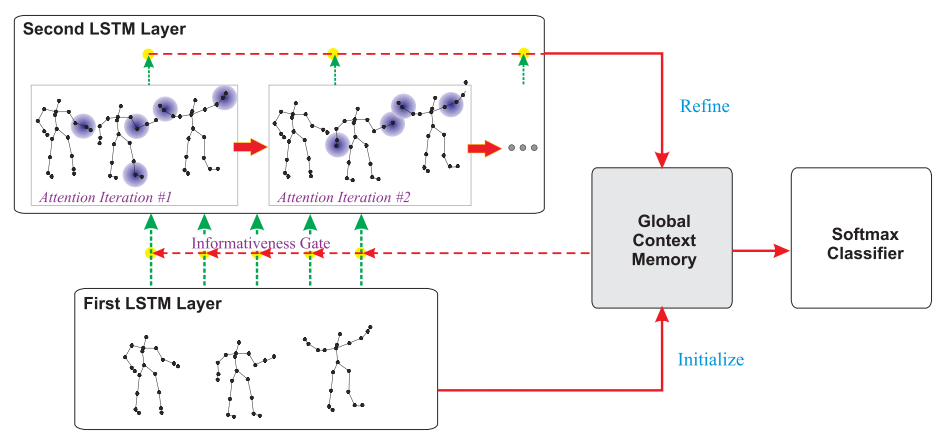 Second LSTM Layer
Attention Iteration #1
Attention Iteration #2
Refine
Informativeness Gate
Global
Context
Memory
Softmax
Classifier
First LSTM Layer
Initialize